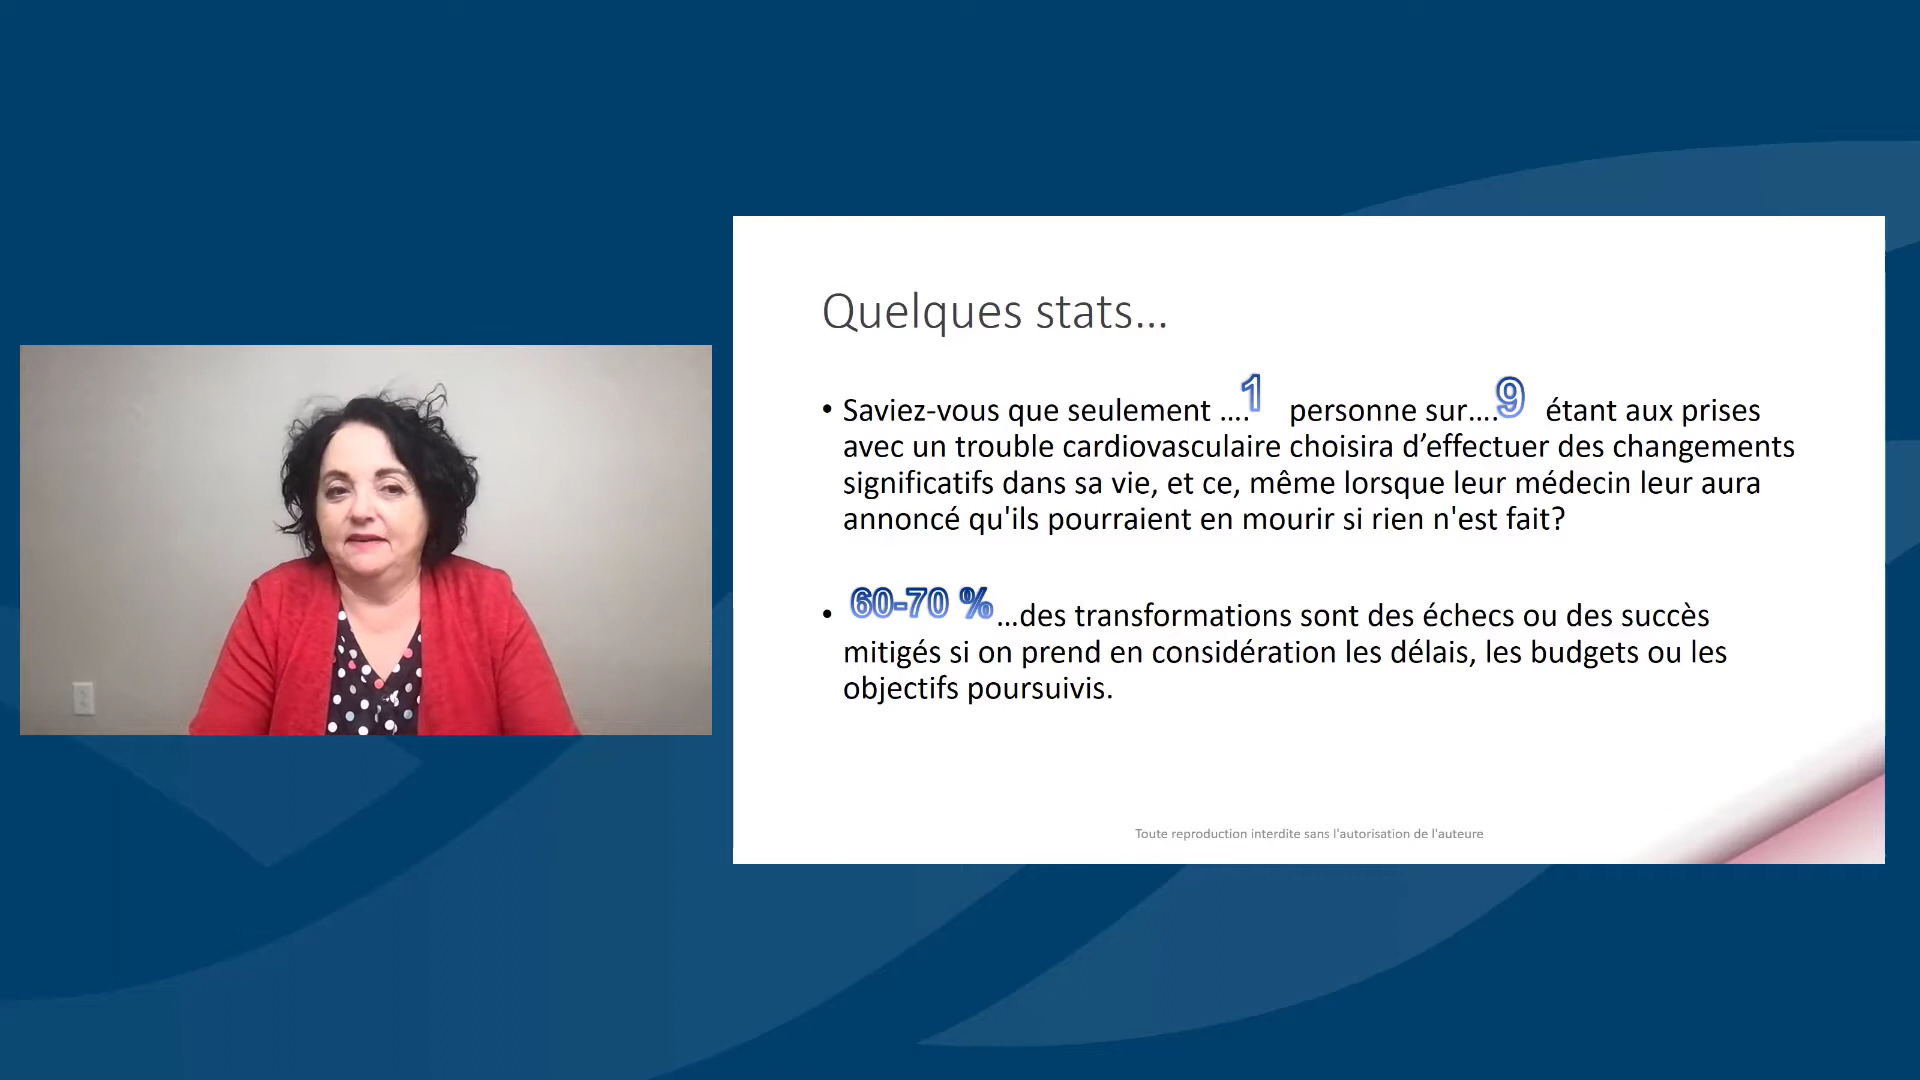 Quelques stats...
• Saviez-vous que seulement ....1 personne sur....9 étant aux prises
avec un trouble cardiovasculaire choisira d’effectuer des changements
significatifs dans sa vie, et ce, même lorsque leur médecin leur aura
annoncé qu'ils pourraient en mourir si rien n'est fait?
• 60-70 %...des transformations sont des échecs ou des succès
mitigés si on prend en considération les délais, les budgets ou les
objectifs poursuivis.
Toute reproduction interdite sans l'autorisation de l'auteure